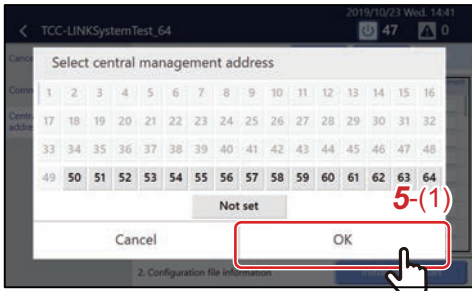 2019/10/23 Wed. 14:41
TCC-LINKSystemTest_64 47 0
Select central management address
1 2 3 4 5 6 7 8 9 10 11 12 13 14 15 16
17 18 19 20 21 22 23 24 25 26 27 28 29 30 31 32
33 34 35 36 37 38 39 40 41 42 43 44 45 46 47 48
49 50 51 52 53 54 55 56 57 58 59 60 61 62 63 64
Not set
5-(1)
Cancel OK
2. Configuration file information